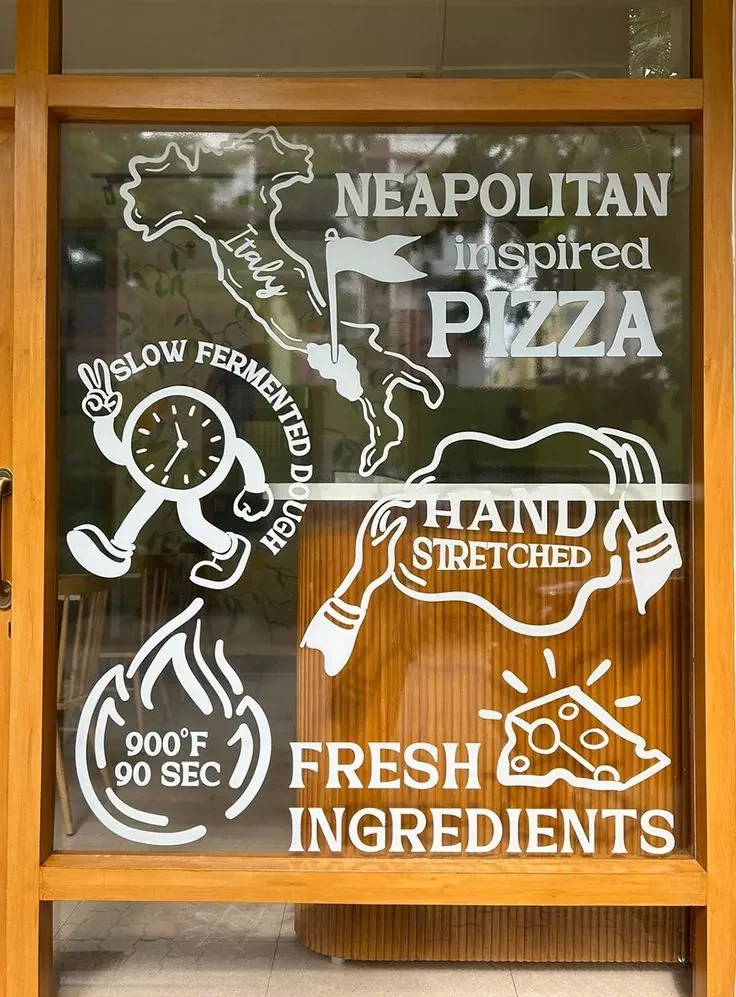 Italy
NEAPOLITAN
inspired
PIZZA
SLOW FERMENTED DOUGH
HAND
STRETCHED
900°F
90 SEC
FRESH
INGREDIENTS